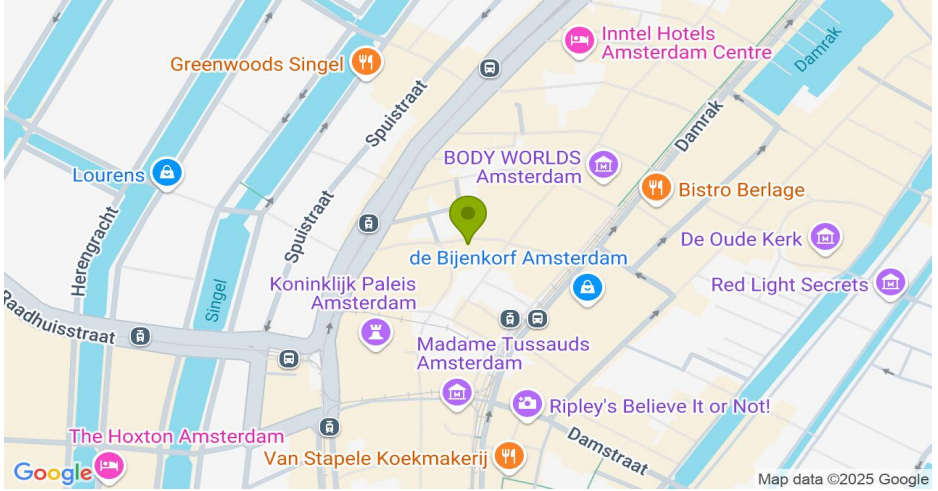 Inntel Hotels
Amsterdam Centre
Greenwoods Singel
Damrak
Spuistraat
Damrak
BODY WORLDS
Amsterdam
Lourens
Bistro Berlage
Herengracht
Spuistraat
De Oude Kerk
de Bijenkorf Amsterdam
Singel
Koninklijk Paleis
Amsterdam
Red Light Secrets
Raadhuisstraat
Madame Tussauds
Amsterdam
Ripley's Believe It or Not!
The Hoxton Amsterdam
Damstraat
Van Stapele Koekmakerij
Google
Map data ©2025 Google